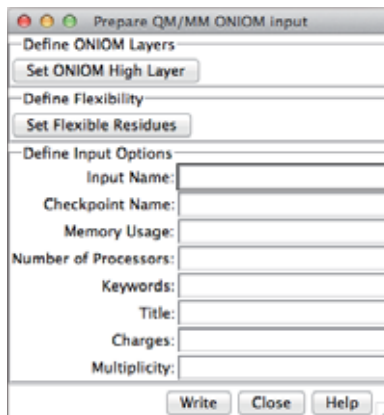 Prepare QM/MM ONIOM input
Define ONIOM Layers
Set ONIOM High Layer
Define Flexibility
Set Flexible Residues
Define Input Options
Input Name:
Checkpoint Name:
Memory Usage:
Number of Processors:
Keywords:
Title:
Charges:
Multiplicity:
Write Close Help